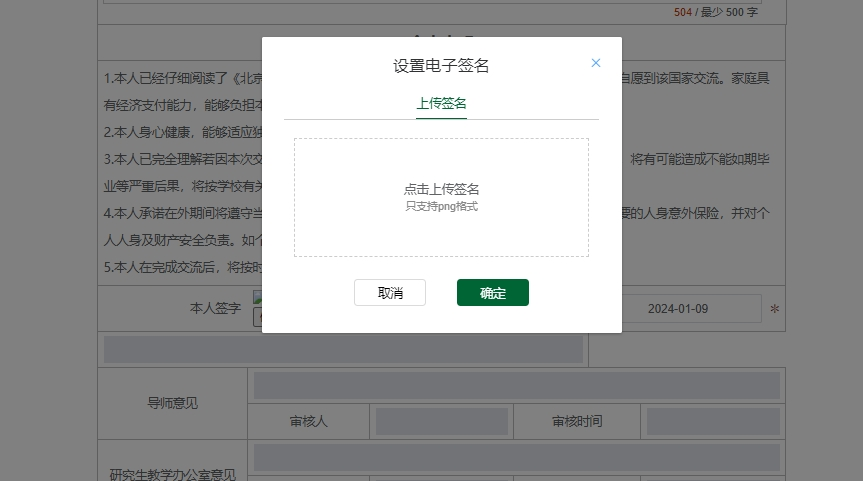 504 / 最少 500 字
设置电子签名
×
上传签名
点击上传签名
只支持png格式
取消
确定
1.本人已经仔细阅读了《北京
自愿到该国家交流。家庭具
有经济支付能力，能够负担本
2.本人身心健康，能够适应独
3.本人已完全理解若因本次交
将有可能造成不能如期毕
业等严重后果，将按学校有关
4.本人承诺在外期间将遵守当
要的人身意外保险，并对个
人人身及财产安全负责。如个
5.本人在完成交流后，将按时
本人签字
2024-01-09
*
导师意见
审核人
审核时间
研究生教学办公室意见